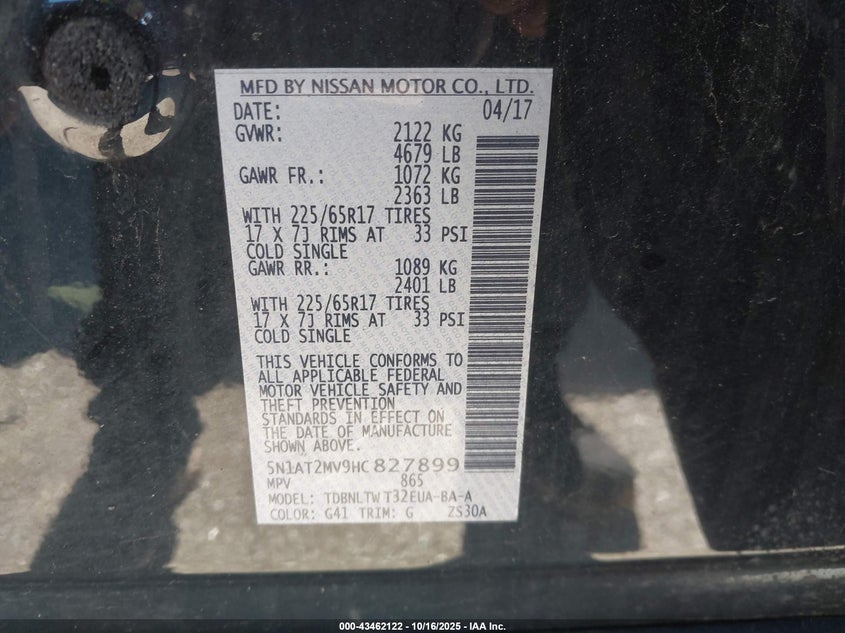 MFD BY NISSAN MOTOR CO., LTD.
DATE: 04/17
GVWR: 2122 KG
4679 LB
GAWR FR.: 1072 KG
2363 LB
WITH 225/65R17 TIRES
17 X 7J RIMS AT 33 PSI
COLD SINGLE
GAWR RR.: 1089 KG
2401 LB
WITH 225/65R17 TIRES
17 X 7J RIMS AT 33 PSI
COLD SINGLE
THIS VEHICLE CONFORMS TO
ALL APPLICABLE FEDERAL
MOTOR VEHICLE SAFETY AND
THEFT PREVENTION
STANDARDS IN EFFECT ON
THE DATE OF MANUFACTURE
SHOWN ABOVE.
5N1AT2MV9HC827899
MPV 865
MODEL: TDBNLTW T32EUA-BA-A
COLOR: G41 TRIM: G ZS30A
000-43462122 - 10/16/2025 - IAA Inc.